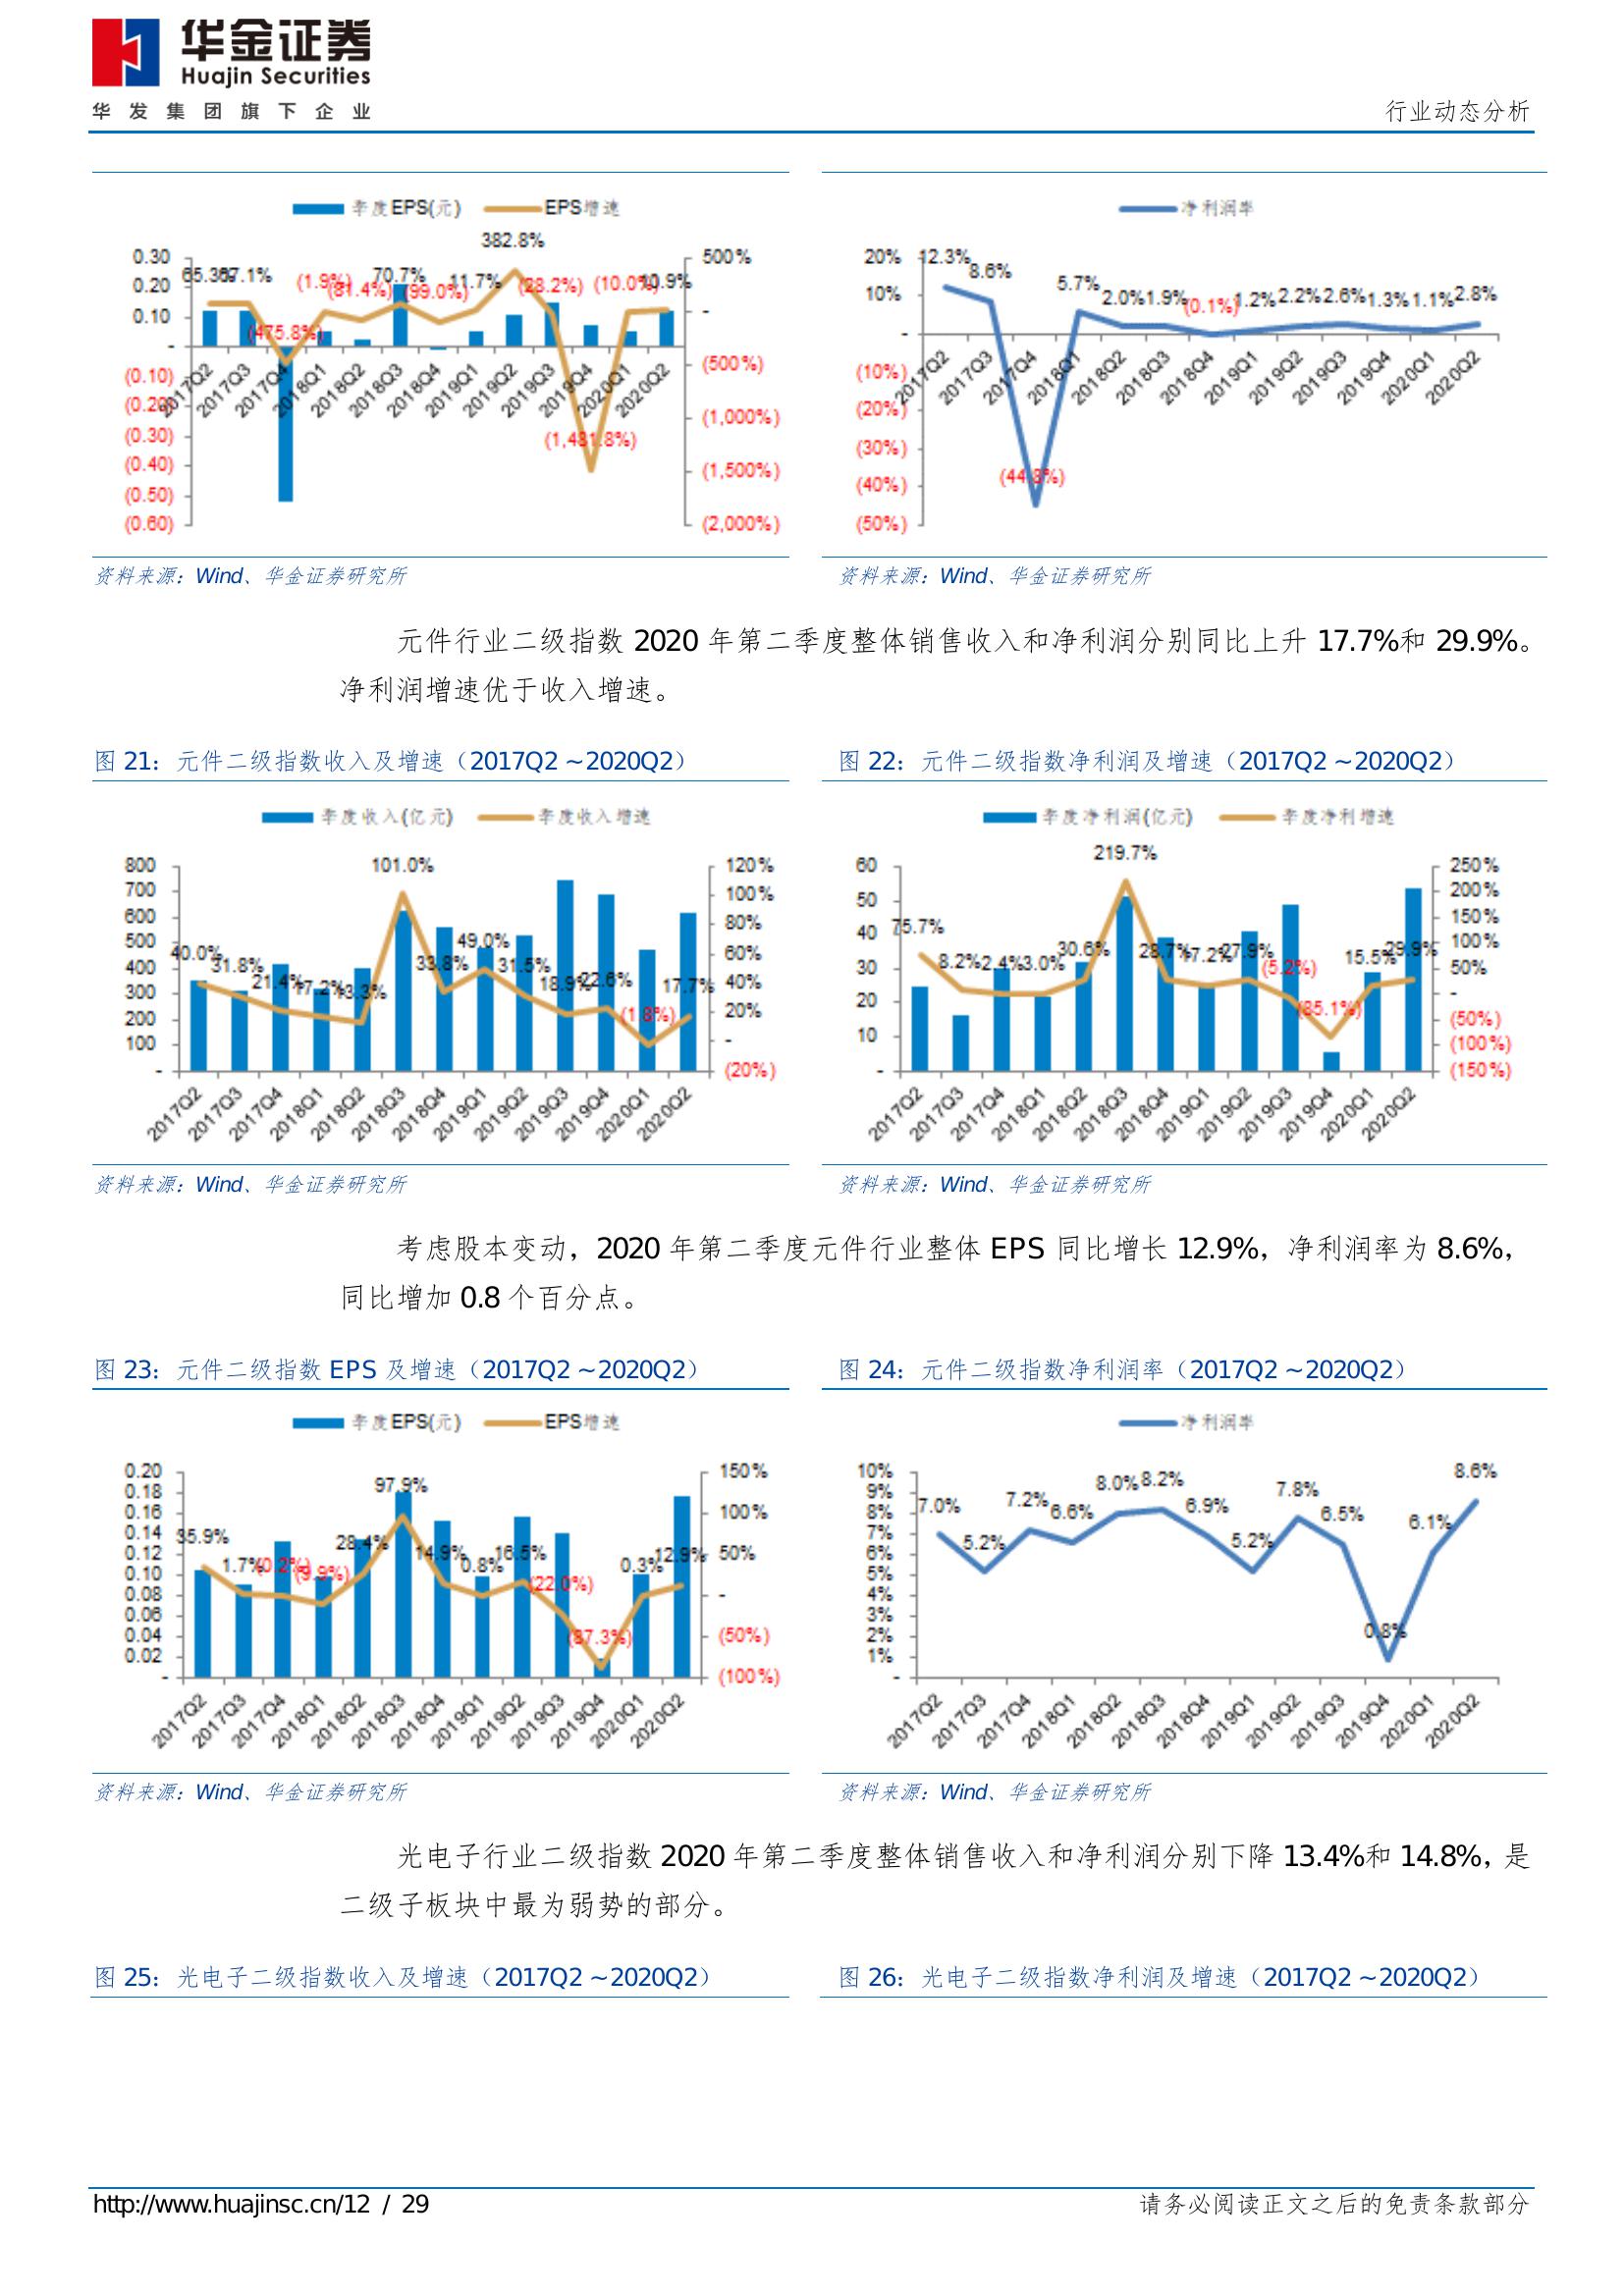 华金证券
Huajin Securities
华发集团旗下企业
行业动态分析
季度EPS(元) EPS增速
382.8%
0.30
0.20
0.10
-
(0.10)
(0.20)
(0.30)
(0.40)
(0.50)
(0.60)
65.3% 67.1% (475.8%) (1.9%) (81.4%) 70.7% (99.0%) 11.7% (28.2%) (1,431.8%) (10.0%) 10.9%
500%
-
(500%)
(1,000%)
(1,500%)
(2,000%)
2017Q2 2017Q3 2017Q4 2018Q1 2018Q2 2018Q3 2018Q4 2019Q1 2019Q2 2019Q3 2019Q4 2020Q1 2020Q2
净利润率
20%
10%
-
(10%)
(20%)
(30%)
(40%)
(50%)
12.3% 8.6% (44.8%) 5.7% 2.0% 1.9% (0.1%) 1.2% 2.2% 2.6% 1.3% 1.1% 2.8%
2017Q2 2017Q3 2017Q4 2018Q1 2018Q2 2018Q3 2018Q4 2019Q1 2019Q2 2019Q3 2019Q4 2020Q1 2020Q2
资料来源：Wind、华金证券研究所
资料来源：Wind、华金证券研究所
元件行业二级指数 2020 年第二季度整体销售收入和净利润分别同比上升 17.7%和 29.9%。
净利润增速优于收入增速。
图 21：元件二级指数收入及增速（2017Q2 ~2020Q2）
图 22：元件二级指数净利润及增速（2017Q2 ~2020Q2）
季度收入(亿元) 季度收入增速
800
700
600
500
400
300
200
100
-
40.0% 31.8% 21.4% 17.2% 13.3% 101.0% 33.8% 49.0% 31.5% 18.9% 22.6% (1.8%) 17.7%
120%
100%
80%
60%
40%
20%
-
(20%)
2017Q2 2017Q3 2017Q4 2018Q1 2018Q2 2018Q3 2018Q4 2019Q1 2019Q2 2019Q3 2019Q4 2020Q1 2020Q2
季度净利润(亿元) 季度净利增速
60
50
40
30
20
10
-
75.7% 8.2% 2.4% 3.0% 30.6% 219.7% 28.7% 17.2% 27.9% (5.2%) (85.1%) 15.5% 29.9%
250%
200%
150%
100%
50%
-
(50%)
(100%)
(150%)
2017Q2 2017Q3 2017Q4 2018Q1 2018Q2 2018Q3 2018Q4 2019Q1 2019Q2 2019Q3 2019Q4 2020Q1 2020Q2
资料来源：Wind、华金证券研究所
资料来源：Wind、华金证券研究所
考虑股本变动，2020 年第二季度元件行业整体 EPS 同比增长 12.9%，净利润率为 8.6%，
同比增加 0.8 个百分点。
图 23：元件二级指数 EPS 及增速（2017Q2 ~2020Q2）
图 24：元件二级指数净利润率（2017Q2 ~2020Q2）
季度EPS(元) EPS增速
0.20
0.18
0.16
0.14
0.12
0.10
0.08
0.06
0.04
0.02
-
35.9% 1.7% (0.2%) (9.9%) 28.4% 97.9% 14.9% 0.8% 16.5% (22.0%) (87.3%) 0.3% 12.9%
150%
100%
50%
-
(50%)
(100%)
2017Q2 2017Q3 2017Q4 2018Q1 2018Q2 2018Q3 2018Q4 2019Q1 2019Q2 2019Q3 2019Q4 2020Q1 2020Q2
净利润率
10%
9%
8%
7%
6%
5%
4%
3%
2%
1%
-
7.0% 5.2% 7.2% 6.6% 8.0% 8.2% 6.9% 5.2% 7.8% 6.5% 0.8% 6.1% 8.6%
2017Q2 2017Q3 2017Q4 2018Q1 2018Q2 2018Q3 2018Q4 2019Q1 2019Q2 2019Q3 2019Q4 2020Q1 2020Q2
资料来源：Wind、华金证券研究所
资料来源：Wind、华金证券研究所
光电子行业二级指数 2020 年第二季度整体销售收入和净利润分别下降 13.4%和 14.8%，是
二级子板块中最为弱势的部分。
图 25：光电子二级指数收入及增速（2017Q2 ~2020Q2）
图 26：光电子二级指数净利润及增速（2017Q2 ~2020Q2）
http://www.huajinsc.cn/12 / 29
请务必阅读正文之后的免责条款部分